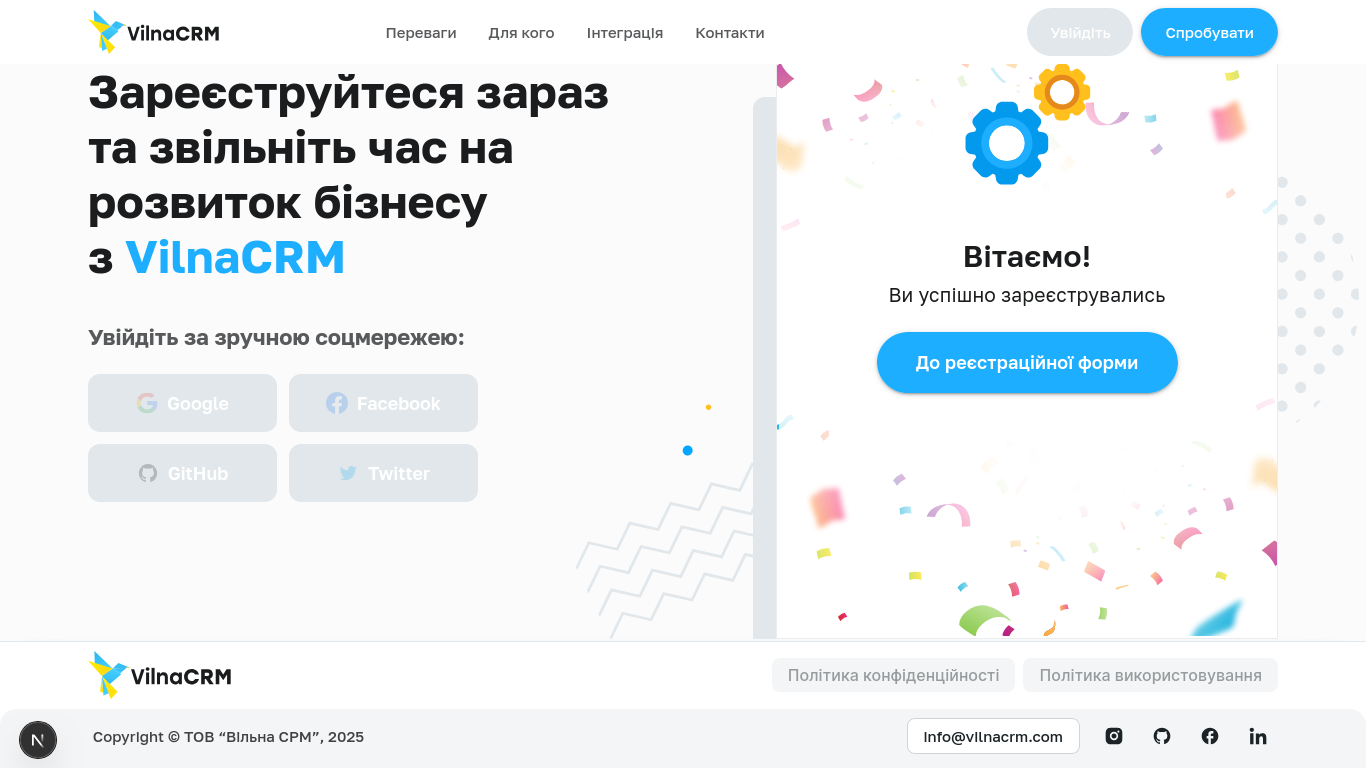 VilnaCRM
Переваги
Для кого
Інтеграція
Контакти
Увійдіть
Спробувати
Зареєструйтеся зараз
та звільніть час на
розвиток бізнесу
з VilnaCRM
Увійдіть за зручною соцмережею:
Google
Facebook
GitHub
Twitter
Вітаємо!
Ви успішно зареєструвались
До реєстраційної форми
VilnaCRM
Політика конфіденційності
Політика використовування
Copyright © ТОВ “Вільна СРМ”, 2025
info@vilnacrm.com